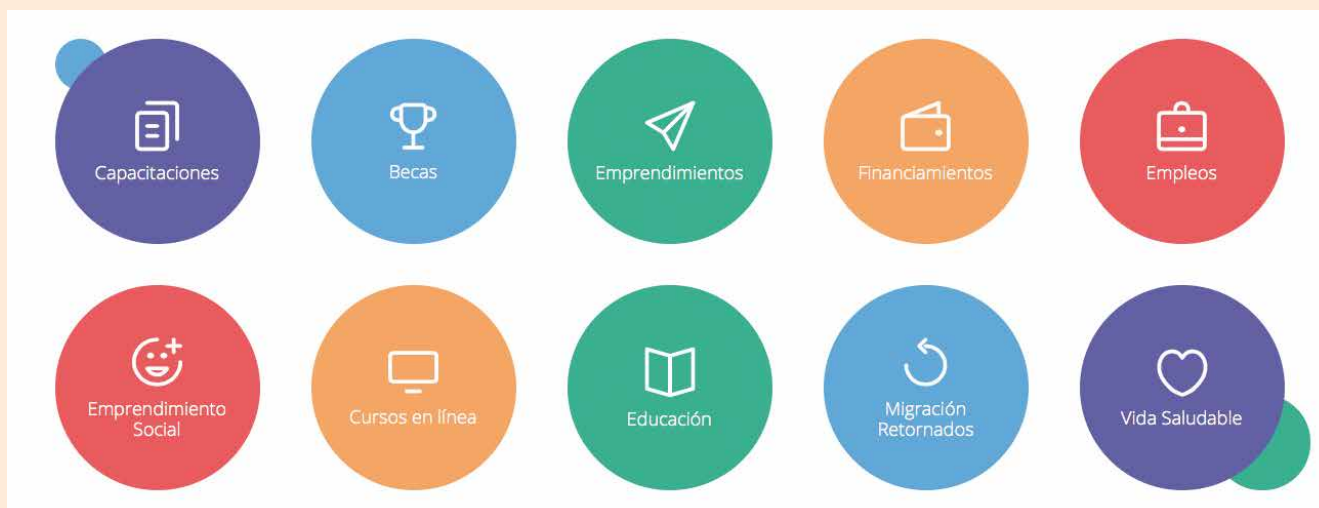 Capacitaciones
Becas
Emprendimientos
Financiamientos
Empleos
Emprendimiento
Social
Cursos en línea
Educación
Migración
Retornados
Vida Saludable